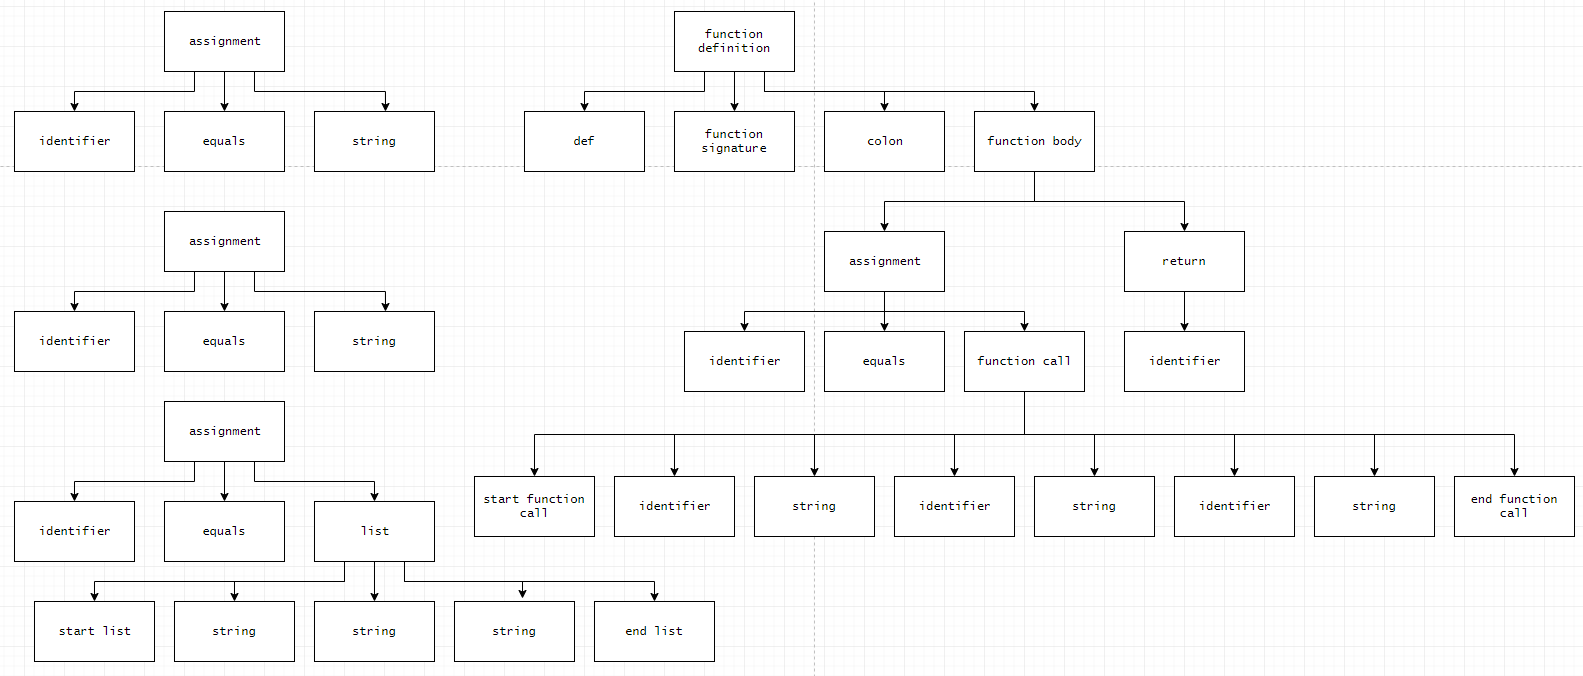 assignment
identifier
equals
string
function
definition
def
function
signature
colon
function body
assignment
identifier
equals
string
assignment
return
identifier
equals
function call
identifier
assignment
identifier
equals
list
start function
call
identifier
string
identifier
string
identifier
string
end function
call
start list
string
string
string
end list